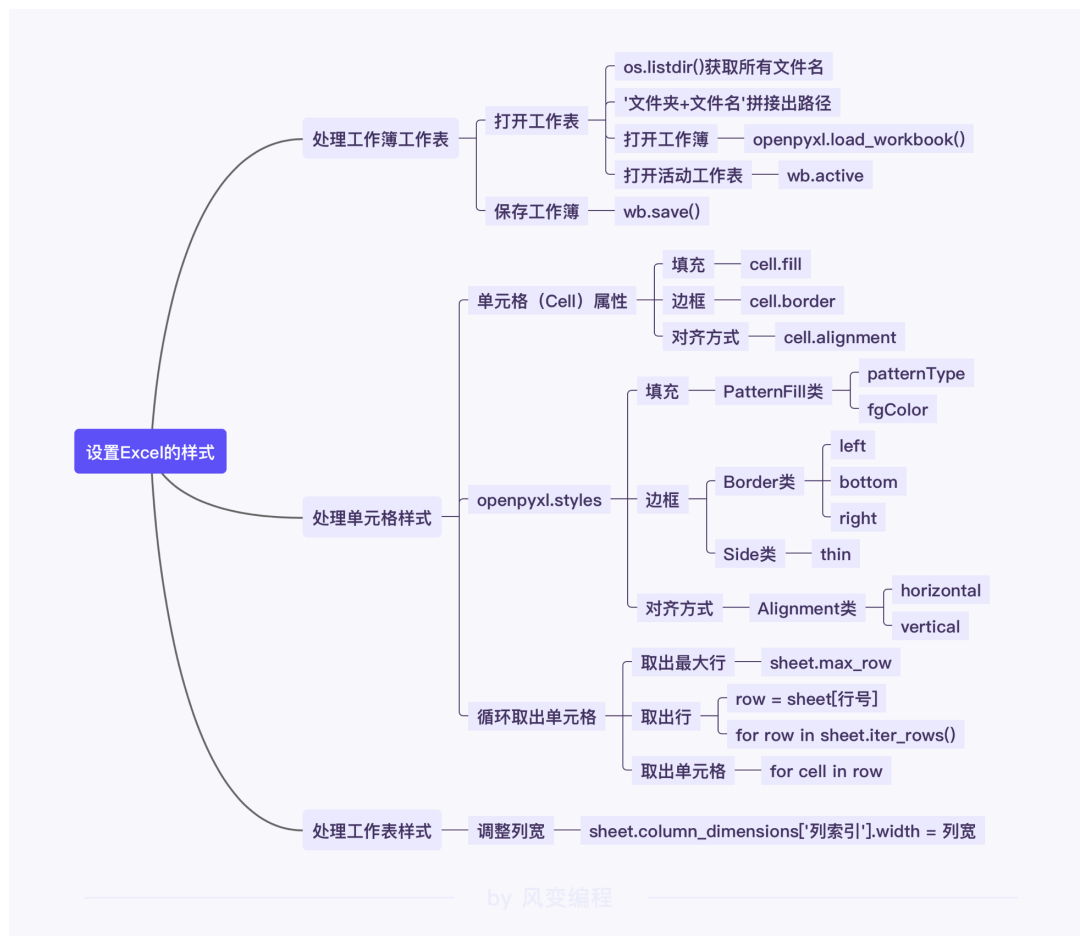 设置Excel的样式
处理工作簿工作表
打开工作表
os.listdir()获取所有文件名
'文件夹+文件名'拼接出路径
打开工作簿
openpyxl.load_workbook()
打开活动工作表
wb.active
保存工作簿
wb.save()
处理单元格样式
单元格（Cell）属性
填充
cell.fill
边框
cell.border
对齐方式
cell.alignment
openpyxl.styles
填充
PatternFill类
patternType
fgColor
边框
Border类
left
bottom
right
Side类
thin
对齐方式
Alignment类
horizontal
vertical
循环取出单元格
取出最大行
sheet.max_row
取出行
row = sheet[行号]
for row in sheet.iter_rows()
取出单元格
for cell in row
处理工作表样式
调整列宽
sheet.column_dimensions['列索引'].width = 列宽
by 风变编程